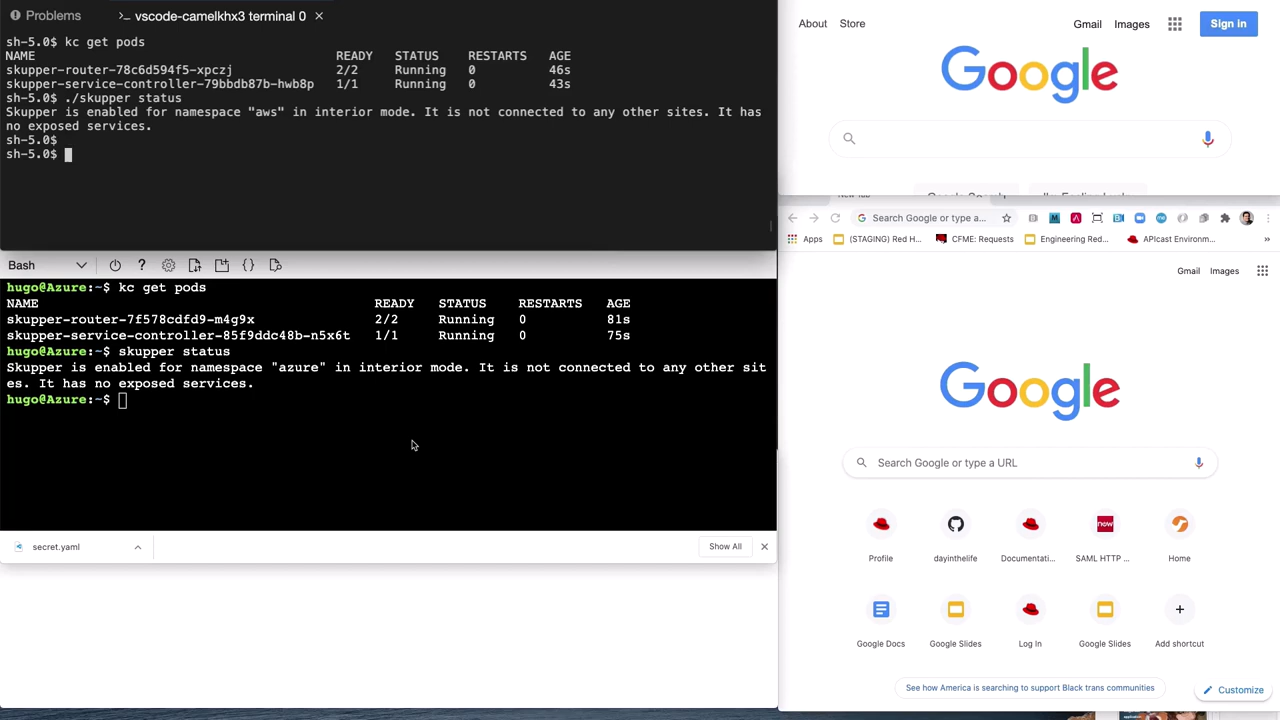 Problems
>_ vscode-camelkhx3 terminal 0 ×
sh-5.0$ kc get pods
NAME READY STATUS RESTARTS AGE
skupper-router-78c6d594f5-xpczj 2/2 Running 0 46s
skupper-service-controller-79bbdb87b-hwb8p 1/1 Running 0 43s
sh-5.0$ ./skupper status
Skupper is enabled for namespace "aws" in interior mode. It is not connected to any other sites. It has
no exposed services.
sh-5.0$
sh-5.0$
Bash
hugo@Azure:~$ kc get pods
NAME READY STATUS RESTARTS AGE
skupper-router-7f578cdfd9-m4g9x 2/2 Running 0 81s
skupper-service-controller-85f9ddc48b-n5x6t 1/1 Running 0 75s
hugo@Azure:~$ skupper status
Skupper is enabled for namespace "azure" in interior mode. It is not connected to any other sit
es. It has no exposed services.
hugo@Azure:~$
secret.yaml
Show All
About Store Gmail Images Sign in
Google
Search Google or type a...
Apps (STAGING) Red H... CFME: Requests Engineering Red... APIcast Environm... »
Gmail Images
Google
Search Google or type a URL
Profile dayinthelife Documentati... SAML HTTP ... Home
Google Docs Google Slides Log In Google Slides Add shortcut
See how America is searching to support Black trans communities
Customize